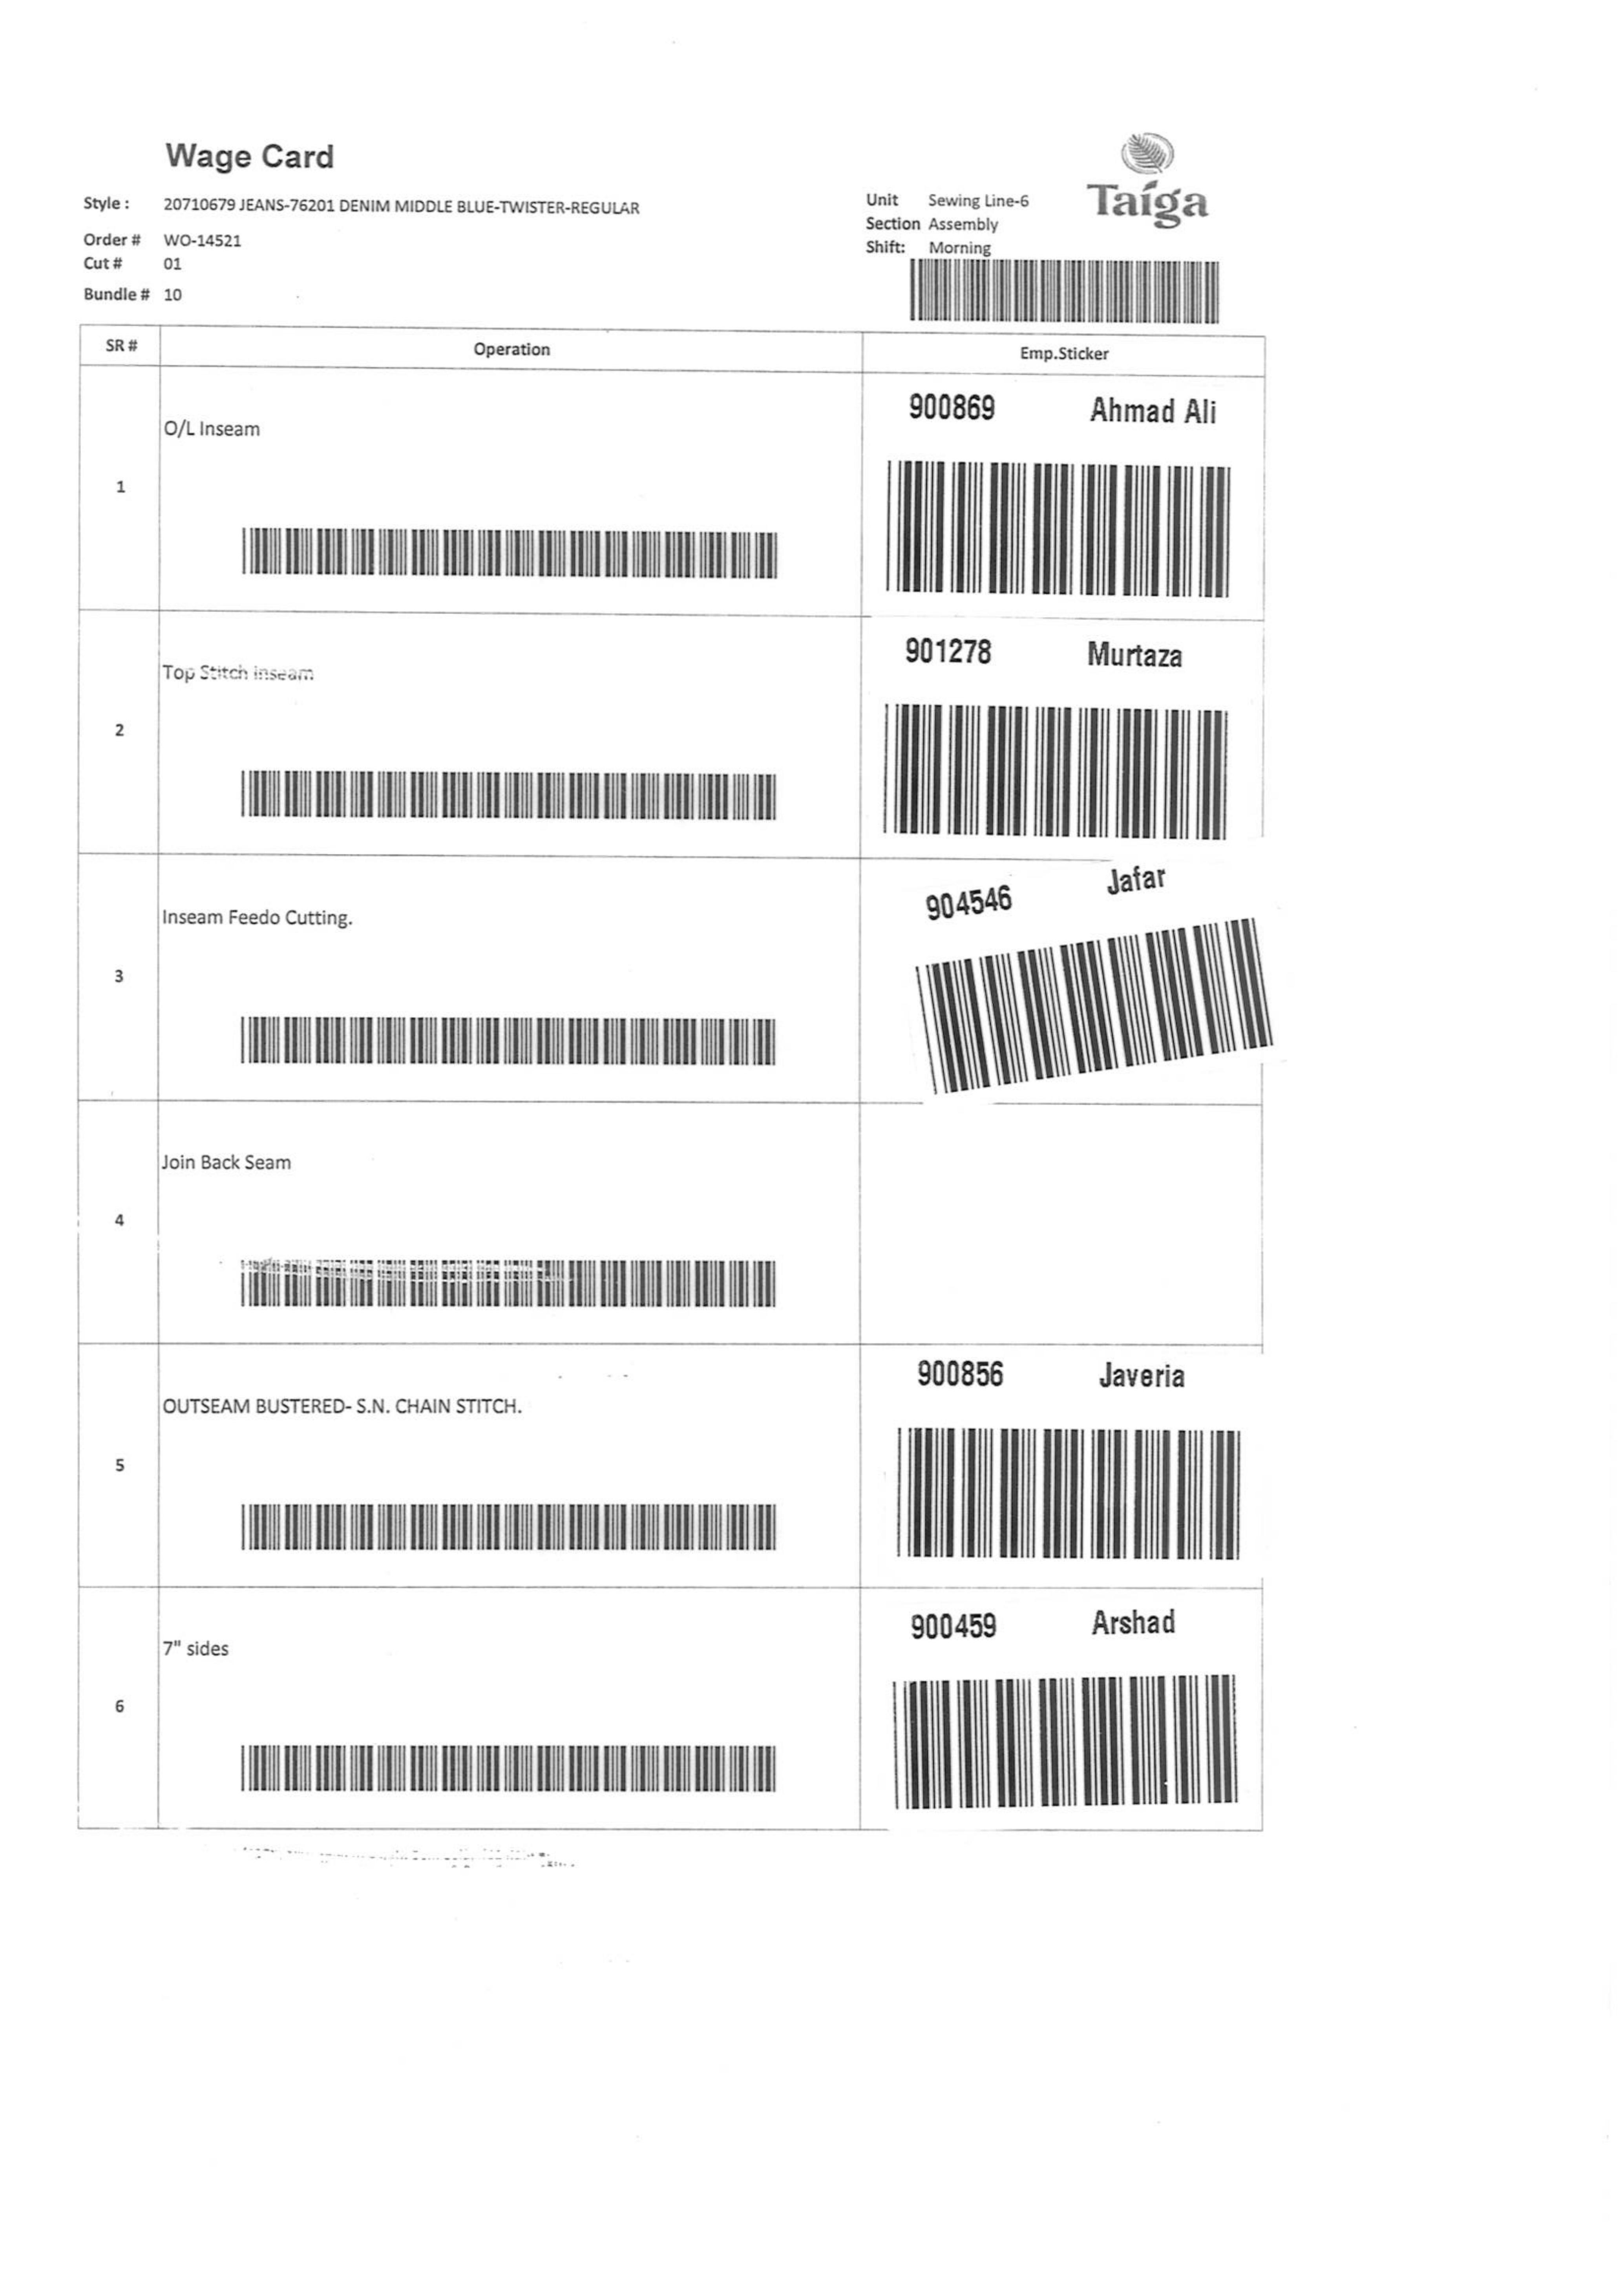 Wage Card
Taiga
Style : 20710679 JEANS-76201 DENIM MIDDLE BLUE-TWISTER-REGULAR
Unit Sewing Line-6
Section Assembly
Order # WO-14521
Shift: Morning
Cut # 01
Bundle # 10
SR # Operation Emp.Sticker
900869 Ahmad Ali
O/L Inseam
1
901278 Murtaza
Top Stitch Inseam
2
904546 Jafar
Inseam Feedo Cutting.
3
Join Back Seam
4
900856 Javeria
OUTSEAM BUSTERED- S.N. CHAIN STITCH.
5
900459 Arshad
7" sides
6